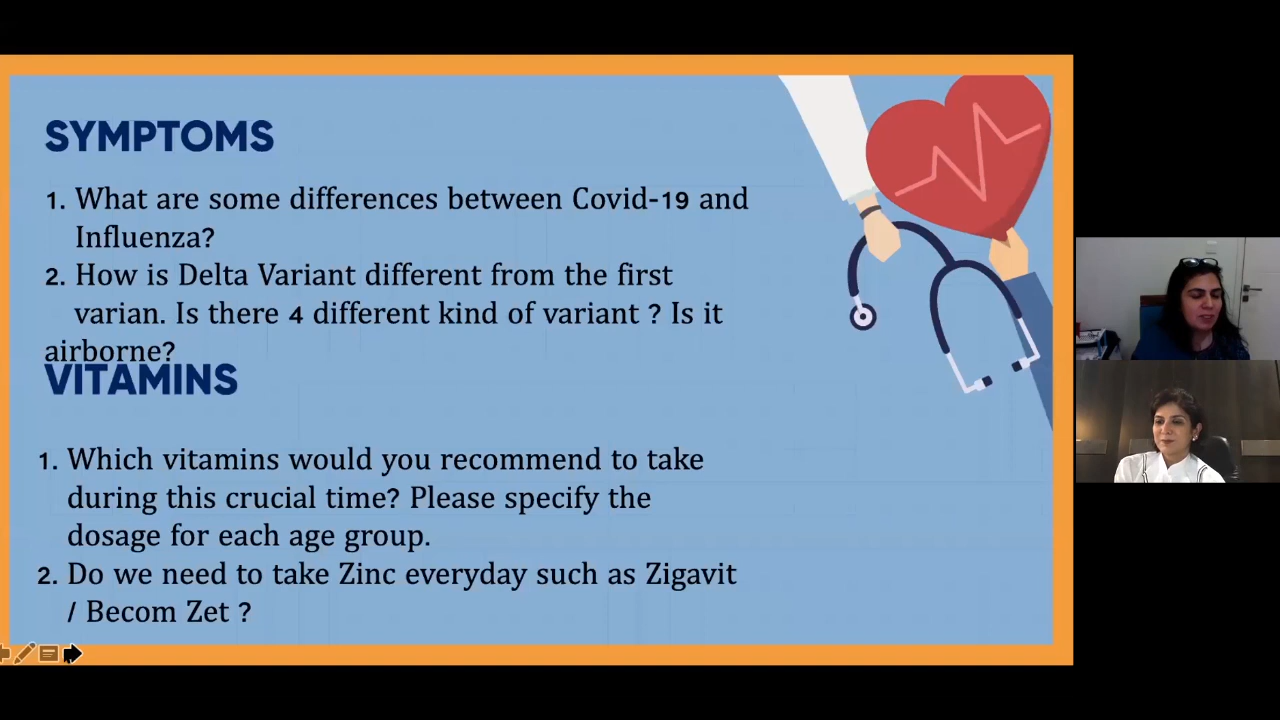 SYMPTOMS
1. What are some differences between Covid-19 and
Influenza?
2. How is Delta Variant different from the first
varian. Is there 4 different kind of variant ? Is it
airborne?
VITAMINS
1. Which vitamins would you recommend to take
during this crucial time? Please specify the
dosage for each age group.
2. Do we need to take Zinc everyday such as Zigavit
/ Becom Zet ?